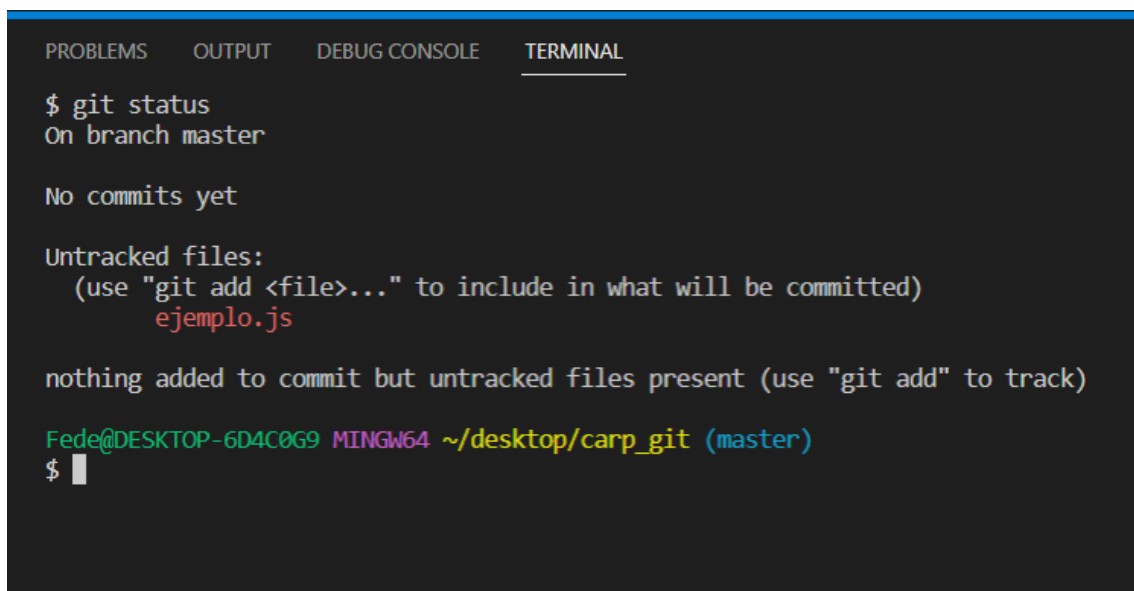 PROBLEMS OUTPUT DEBUG CONSOLE TERMINAL
$ git status
On branch master
No commits yet
Untracked files:
(use "git add <file>..." to include in what will be committed)
ejemplo.js
nothing added to commit but untracked files present (use "git add" to track)
Fede@DESKTOP-6D4C0G9 MINGW64 ~/desktop/carp_git (master)
$